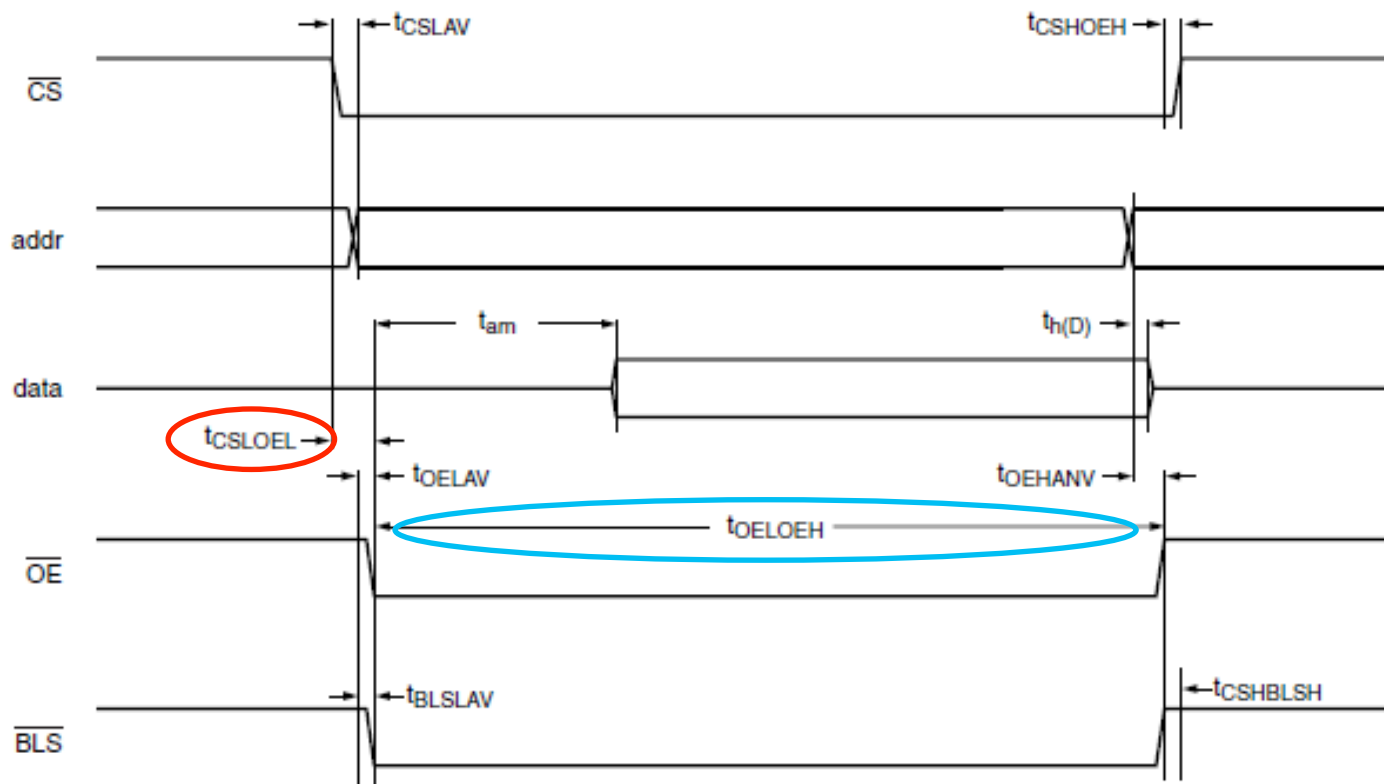 tCSLAV tCSHOEH
CS
addr
tam th(D)
data
tCSLOEL
tOELAV tOEHANV
tOELOEH
OE
tBLSLAV tCSHBLSH
BLS